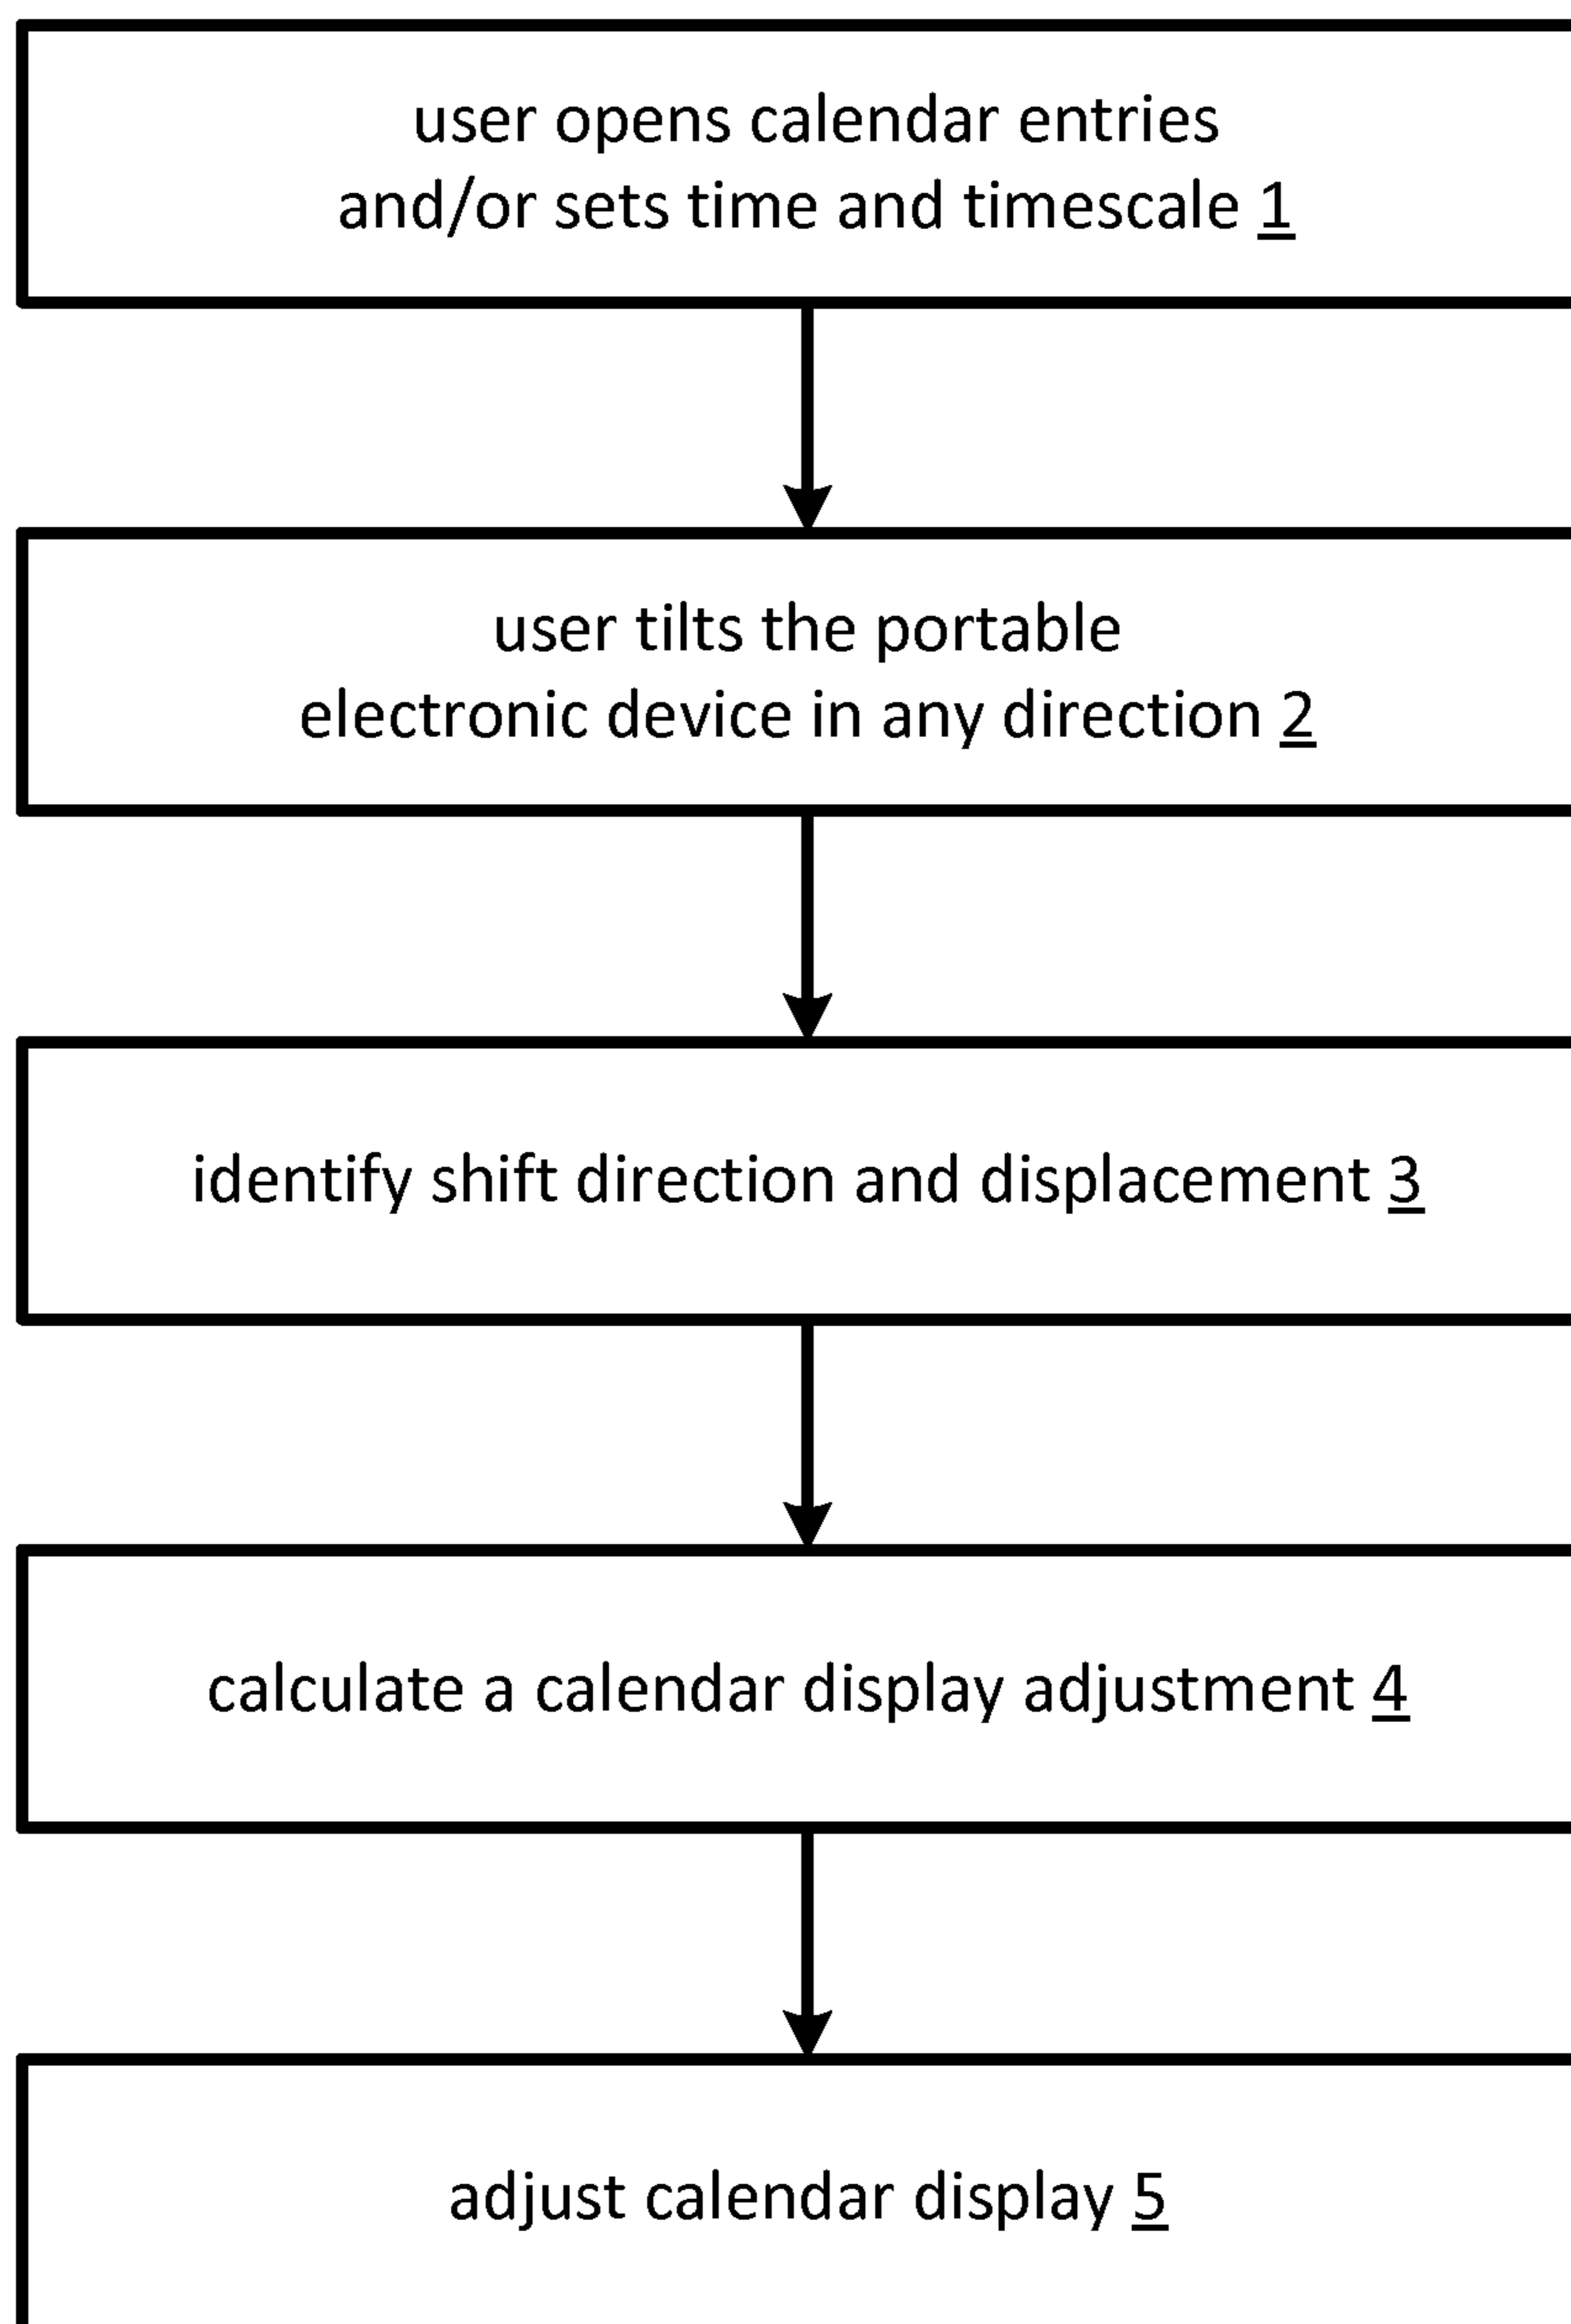 user opens calendar entries
and/or sets time and timescale 1
user tilts the portable
electronic device in any direction 2
identify shift direction and displacement 3
calculate a calendar display adjustment 4
adjust calendar display 5